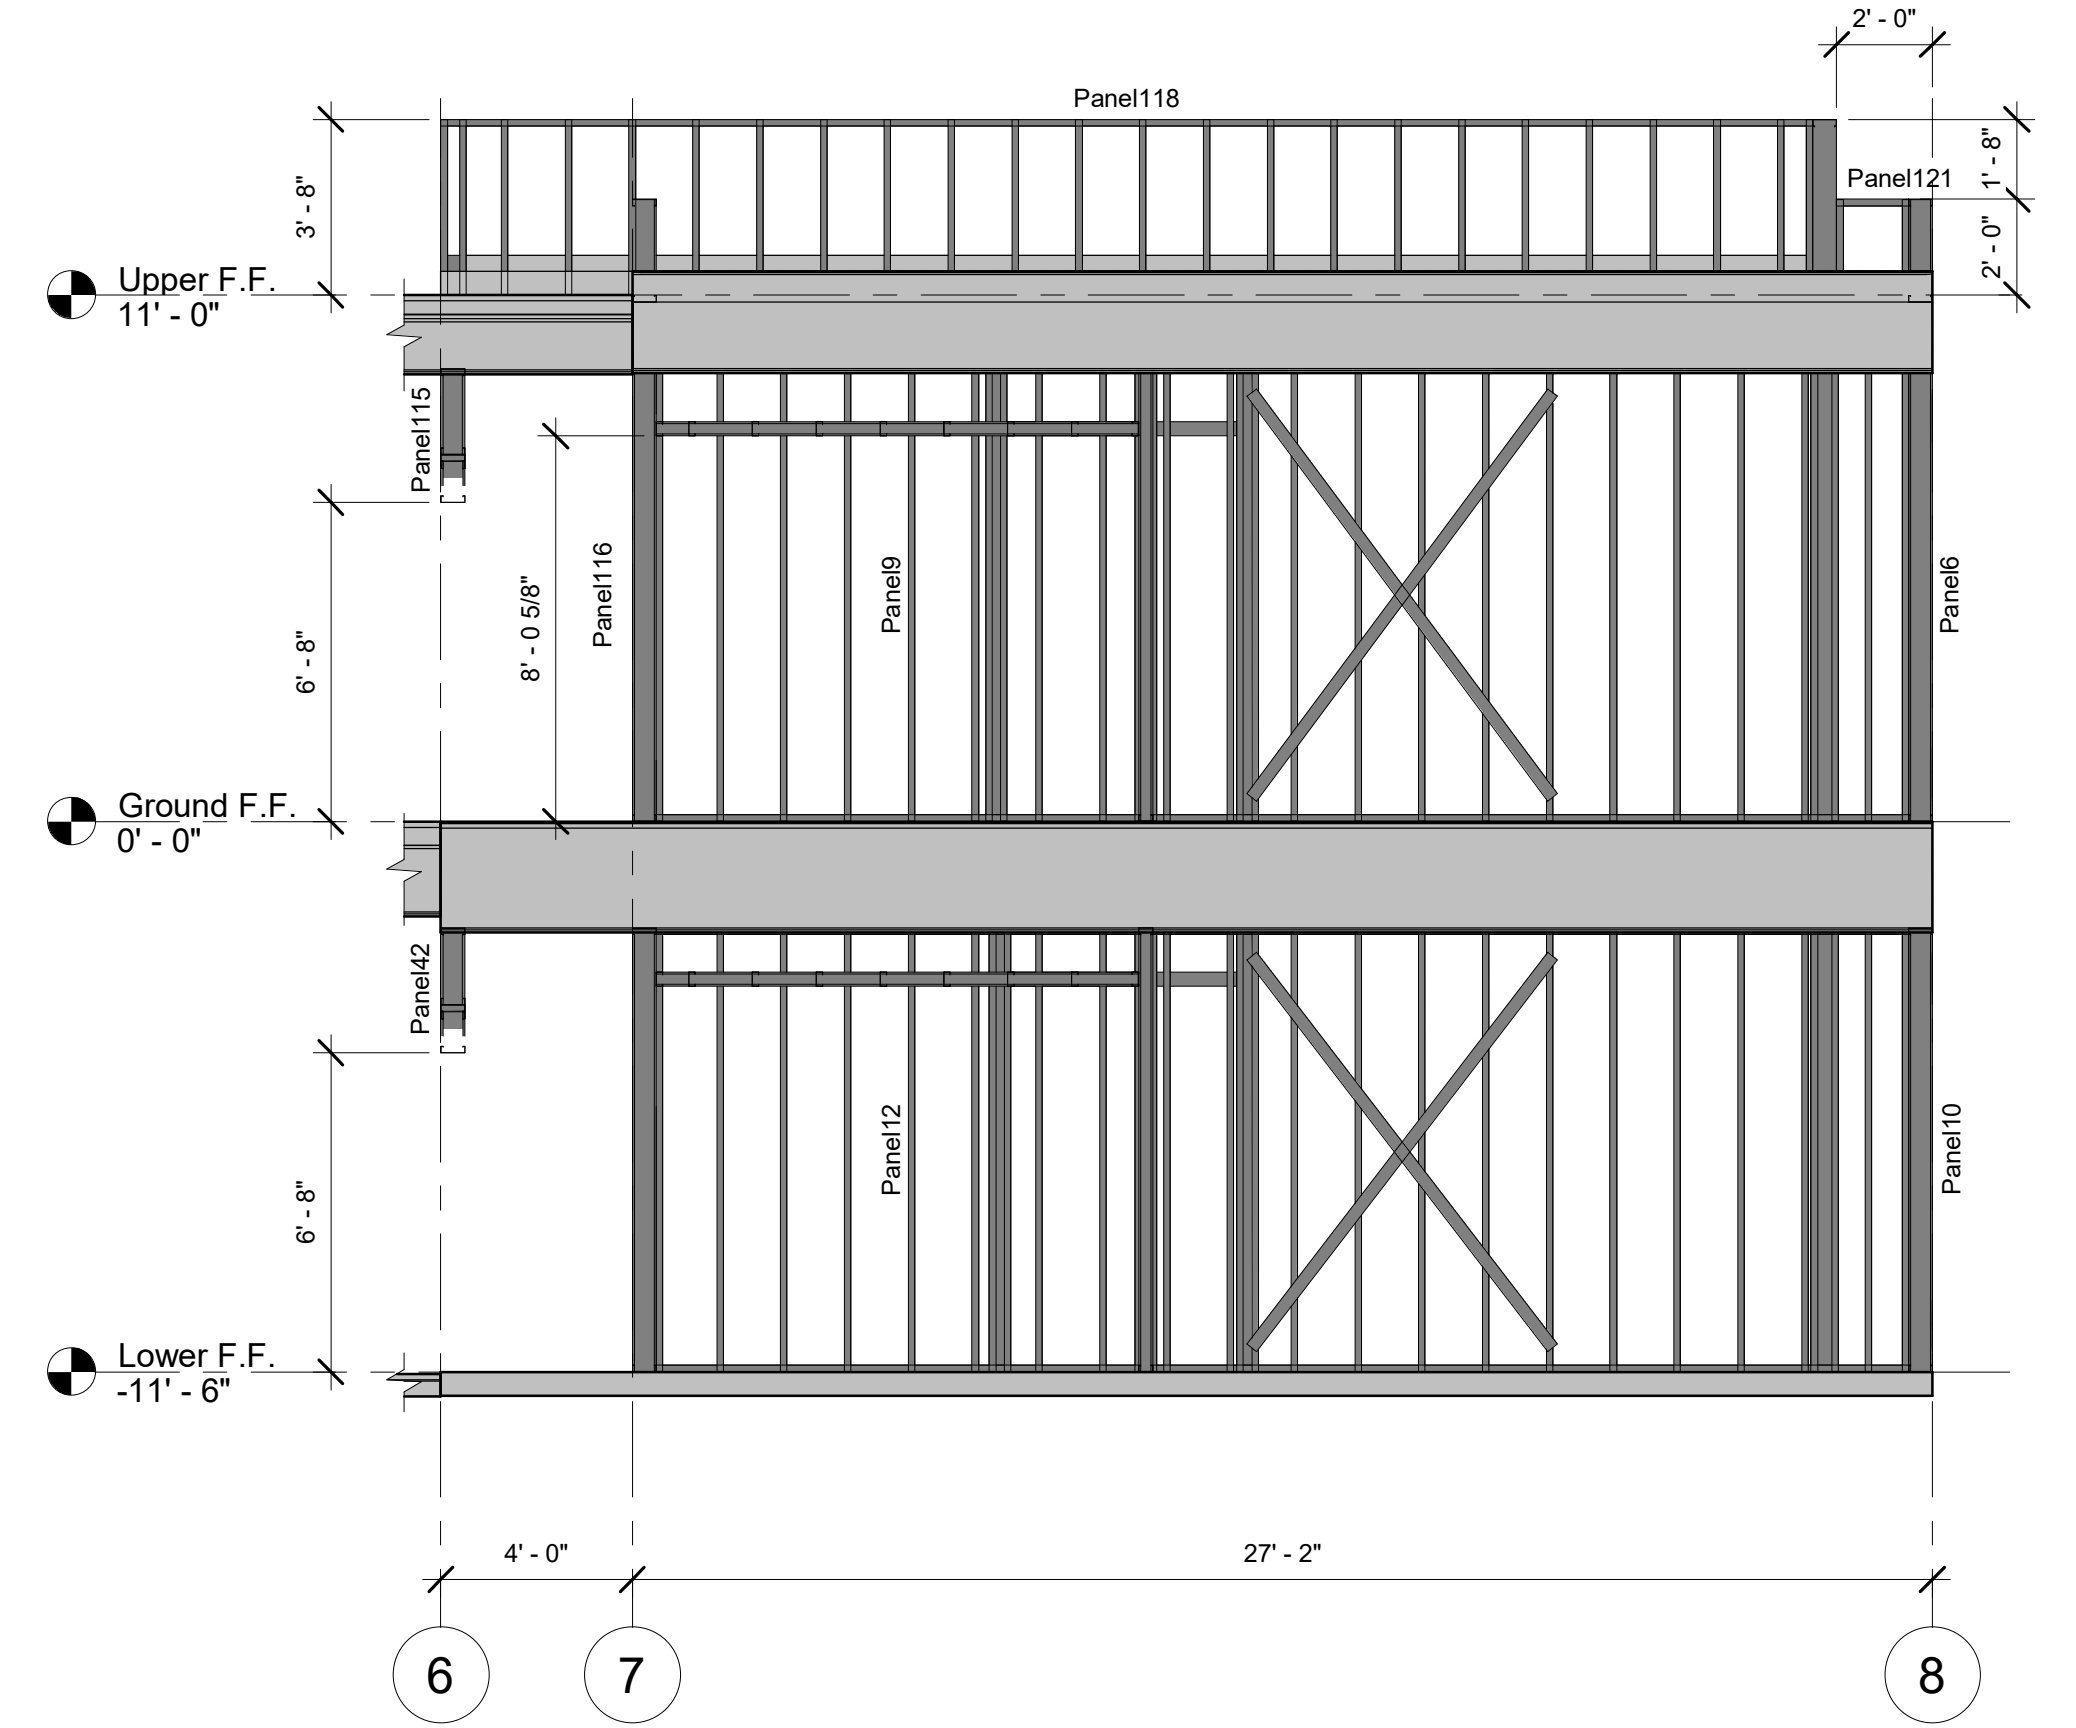 2' - 0"
Panel118
3' - 8"
1' - 8"
Panel121
2' - 0"
Upper F.F.
11' - 0"
Panel115
6' - 8"
8' - 0 5/8"
Panel116
Panel9
Panel6
Ground F.F.
0' - 0"
Panel42
6' - 8"
Panel12
Panel10
Lower F.F.
-11' - 6"
4' - 0"
27' - 2"
6
7
8